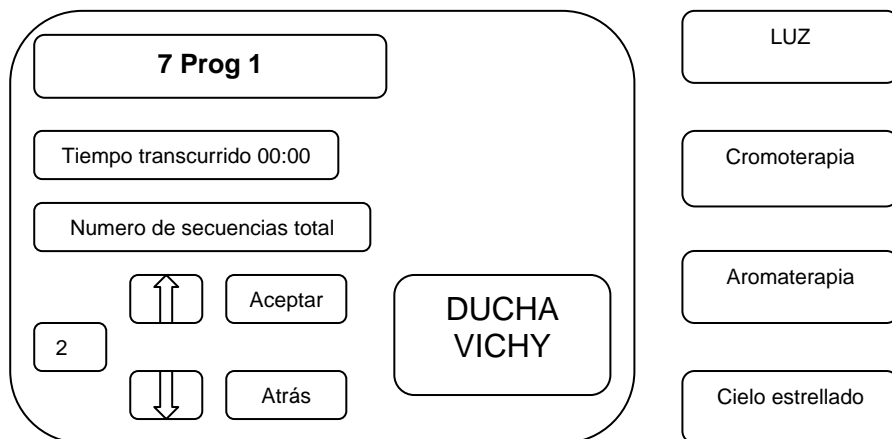 7 Prog 1
Tiempo transcurrido 00:00
Numero de secuencias total
Aceptar
2
Atrás
DUCHA
VICHY
LUZ
Cromoterapia
Aromaterapia
Cielo estrellado